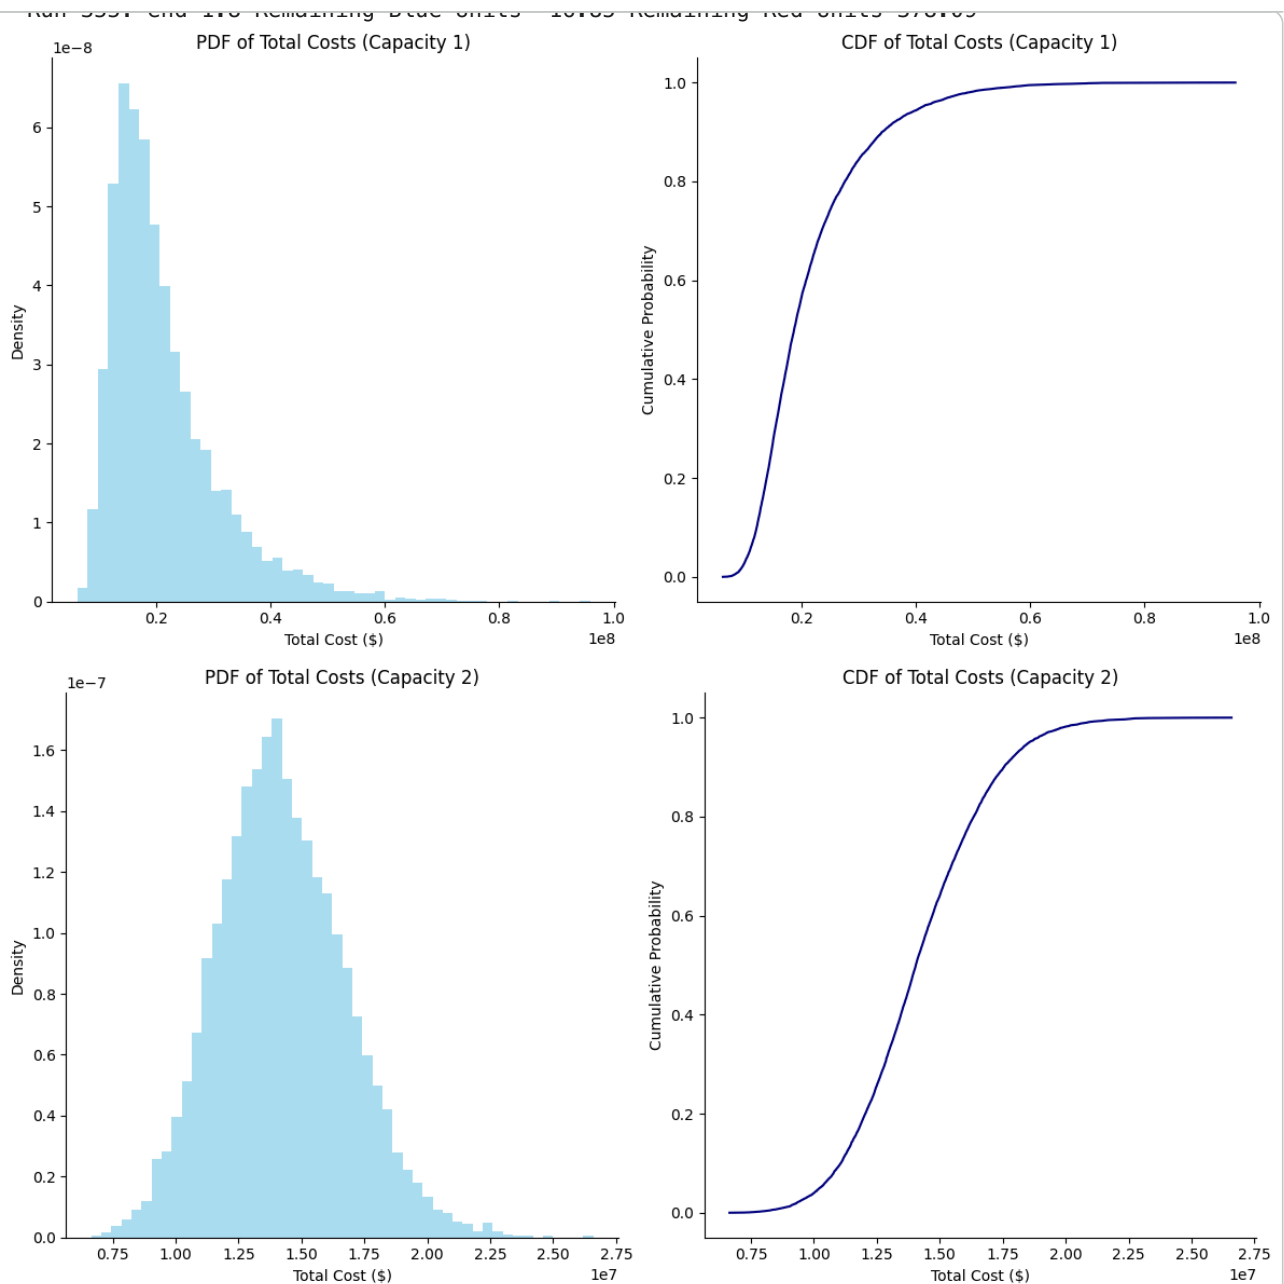 PDF of Total Costs (Capacity 1)
1e−8
6
5
4
3
2
1
0
Density
0.2 0.4 0.6 0.8 1.0
1e8
Total Cost ($)
CDF of Total Costs (Capacity 1)
1.0
0.8
0.6
0.4
0.2
0.0
Cumulative Probability
0.2 0.4 0.6 0.8 1.0
1e8
Total Cost ($)
PDF of Total Costs (Capacity 2)
1e−7
1.6
1.4
1.2
1.0
0.8
0.6
0.4
0.2
0.0
Density
0.75 1.00 1.25 1.50 1.75 2.00 2.25 2.50 2.75
1e7
Total Cost ($)
CDF of Total Costs (Capacity 2)
1.0
0.8
0.6
0.4
0.2
0.0
Cumulative Probability
0.75 1.00 1.25 1.50 1.75 2.00 2.25 2.50 2.75
1e7
Total Cost ($)